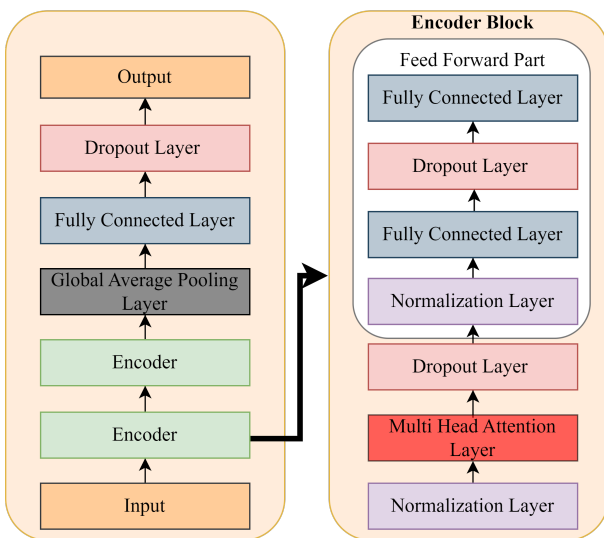 Output
Dropout Layer
Fully Connected Layer
Global Average Pooling
Layer
Encoder
Encoder
Input
Encoder Block
Feed Forward Part
Fully Connected Layer
Dropout Layer
Fully Connected Layer
Normalization Layer
Dropout Layer
Multi Head Attention
Layer
Normalization Layer